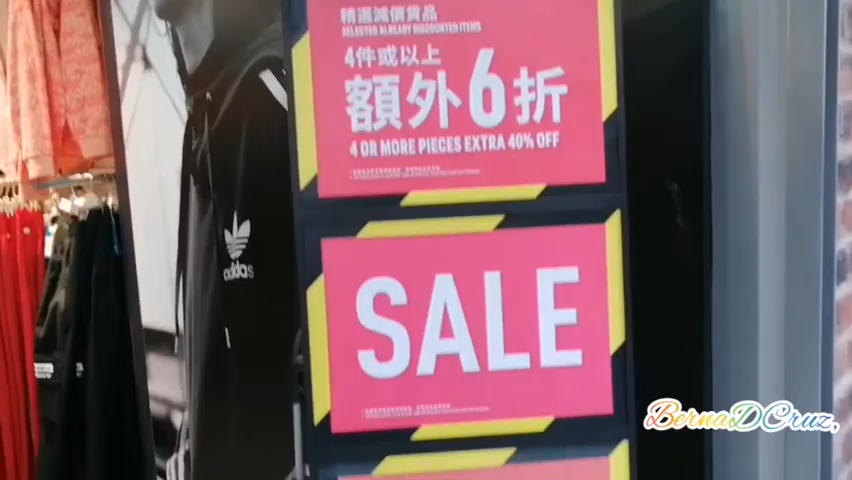 精選減價貨品
SELECTED ALREADY DISCOUNTED ITEMS
4件或以上
額外6折
4 OR MORE PIECES EXTRA 40% OFF
adidas
SALE
BernaDCruz,